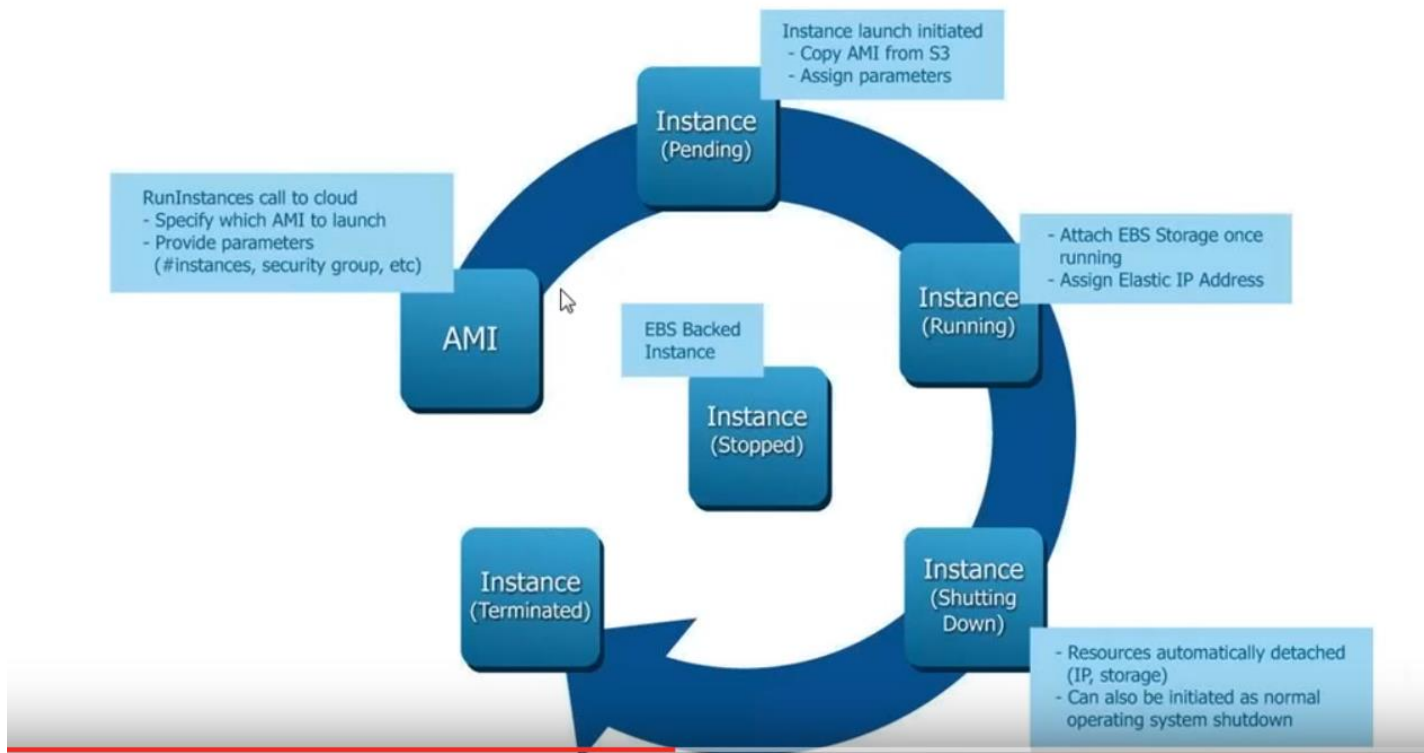 Instance launch initiated
- Copy AMI from S3
- Assign parameters
Instance
(Pending)
RunInstances call to cloud
- Specify which AMI to launch
- Provide parameters
(#instances, security group, etc)
AMI
- Attach EBS Storage once
running
- Assign Elastic IP Address
Instance
(Running)
EBS Backed
Instance
Instance
(Stopped)
Instance
(Terminated)
Instance
(Shutting
Down)
- Resources automatically detached
(IP, storage)
- Can also be initiated as normal
operating system shutdown